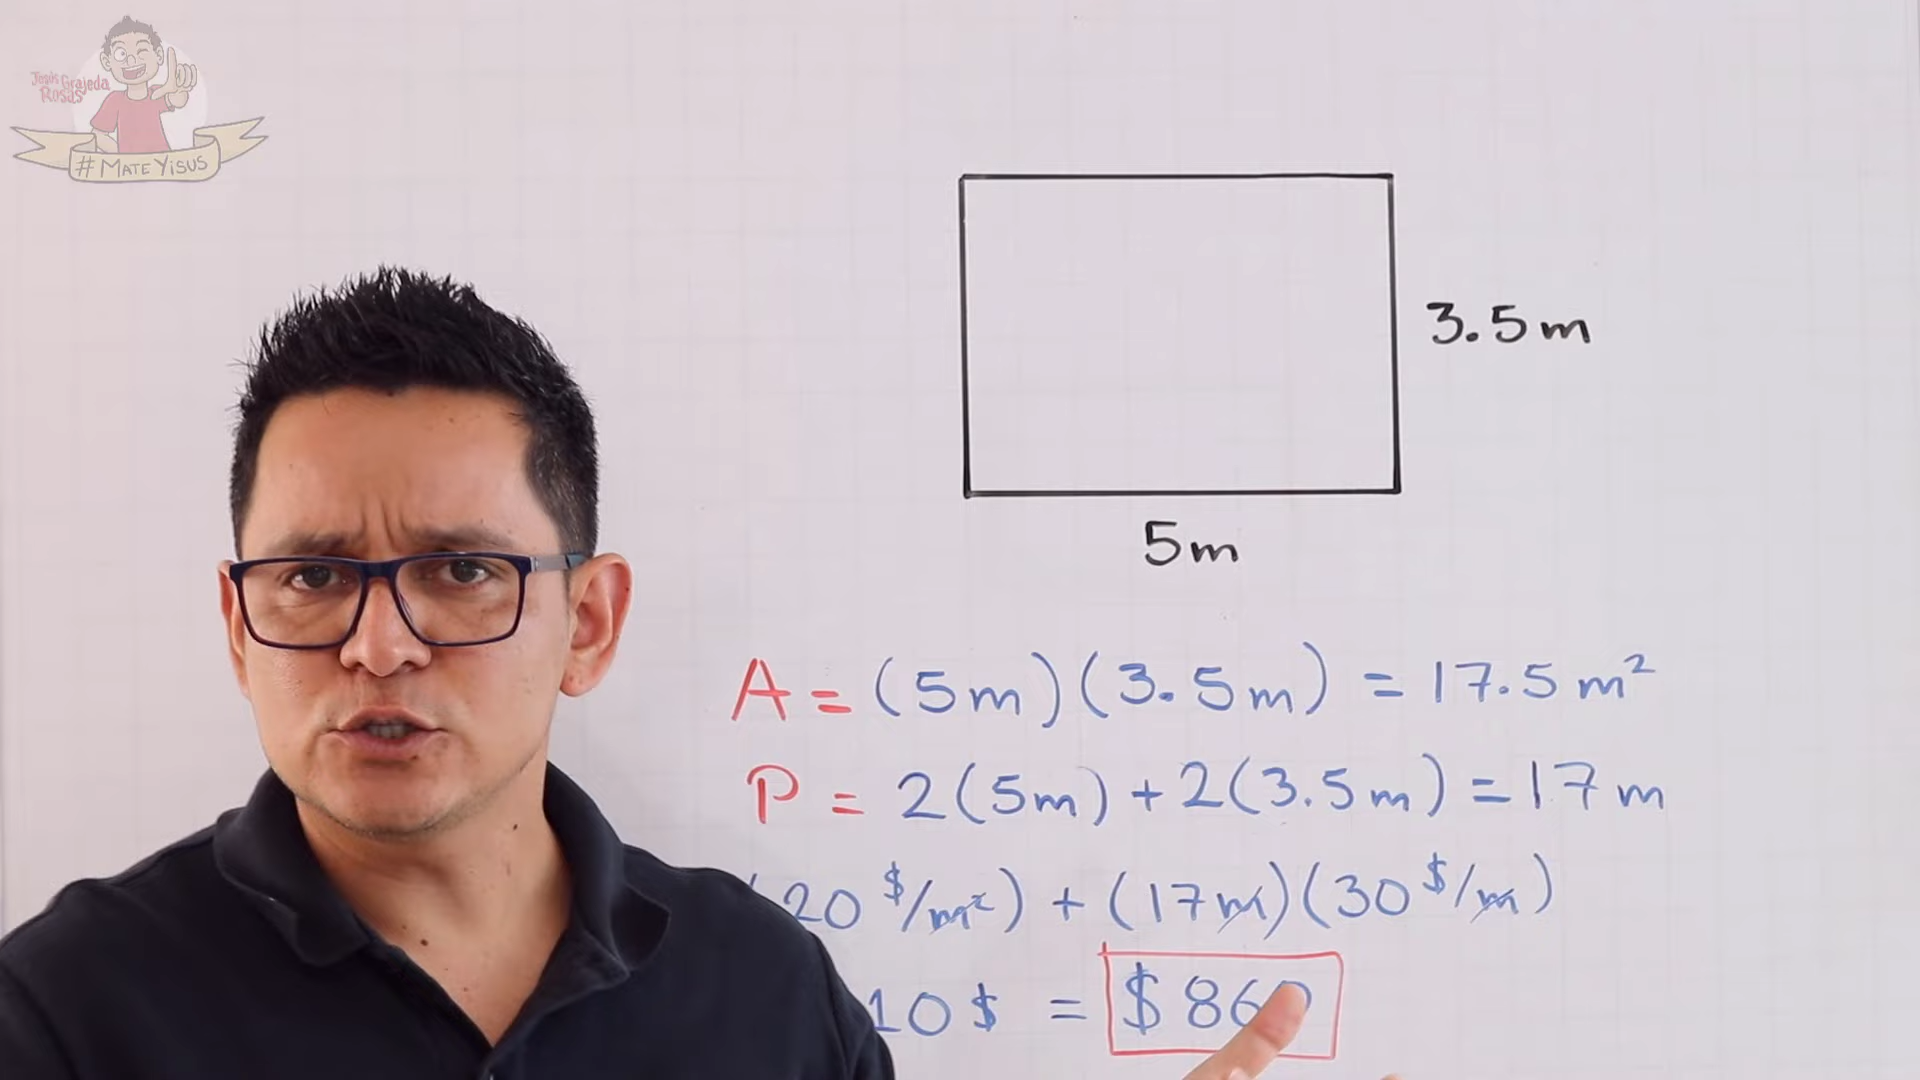 Jesús Grajeda
Rosas
# MATE YISUS
3.5m
5m
A = (5m)(3.5m) = 17.5 m²
P = 2(5m) + 2(3.5m) = 17 m
20 $/m²) + (17m)(30 $/m)
10 $ = $ 860